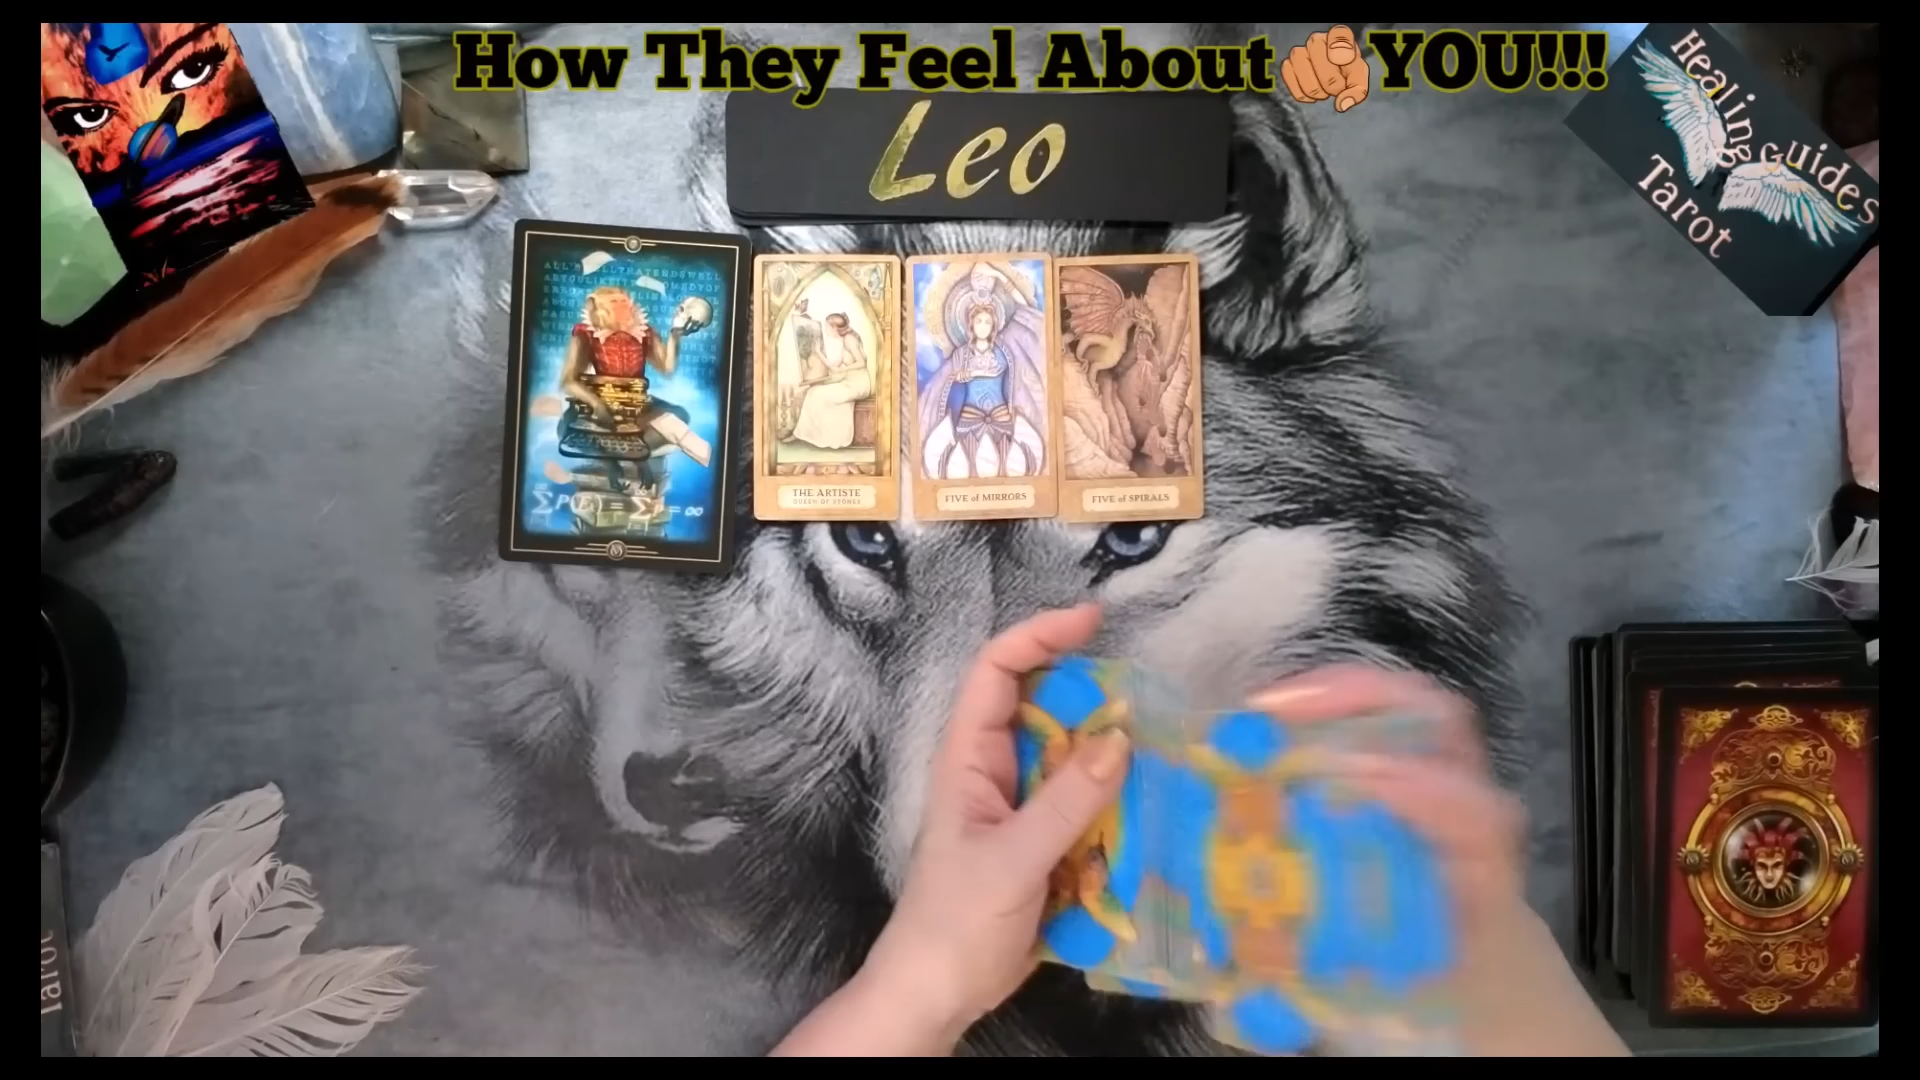 How They Feel About YOU!!!
Leo
Healing
Guides
Tarot
THE ARTISTE
QUEEN OF STONES
FIVE of MIRRORS
FIVE of SPIRALS
Tarot